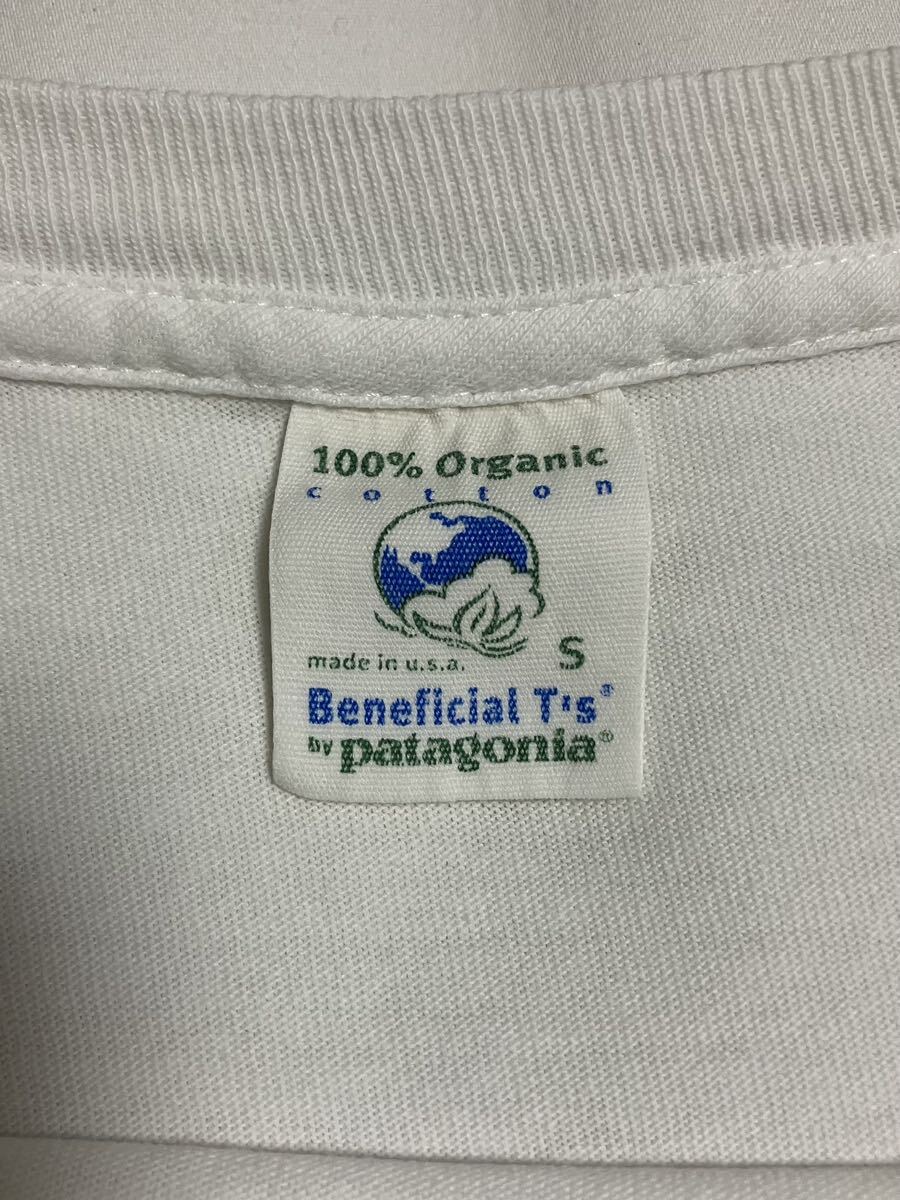 100% Organic
cotton
S
made in u.s.a.
Beneficial T's®
by patagonia®